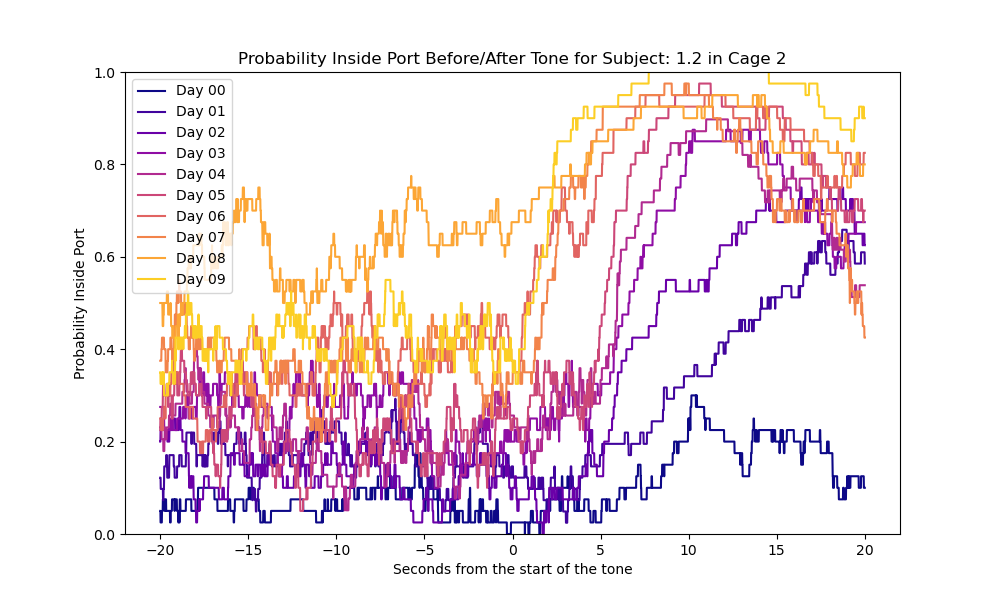 Probability Inside Port Before/After Tone for Subject: 1.2 in Cage 2
Probability Inside Port
1.0
0.8
0.6
0.4
0.2
0.0
Day 00
Day 01
Day 02
Day 03
Day 04
Day 05
Day 06
Day 07
Day 08
Day 09
−20 −15 −10 −5 0 5 10 15 20
Seconds from the start of the tone